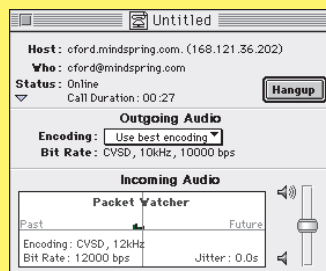 Untitled
Host: cford.mindspring.com. (168.121.36.202)
Who: cford@mindspring.com
Status: Online
Call Duration: 00:27
Hangup
Outgoing Audio
Encoding: Use best encoding
Bit Rate: CVSD, 10kHz, 10000 bps
Incoming Audio
Packet Watcher
Past Future
Encoding: CVSD, 12kHz
Bit Rate: 12000 bps Jitter: 0.0s